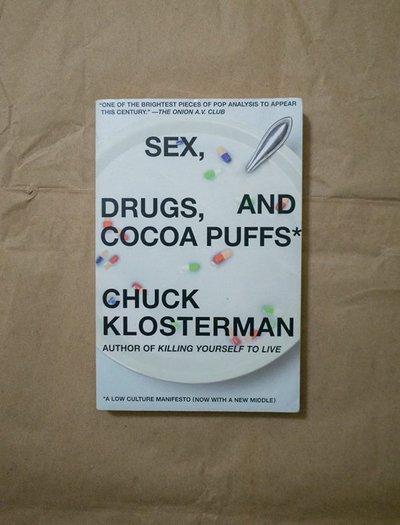 "ONE OF THE BRIGHTEST PIECES OF POP ANALYSIS TO APPEAR
THIS CENTURY." —THE ONION A.V. CLUB
SEX,
DRUGS, AND
COCOA PUFFS*
CHUCK
KLOSTERMAN
AUTHOR OF KILLING YOURSELF TO LIVE
*A LOW CULTURE MANIFESTO (NOW WITH A NEW MIDDLE)